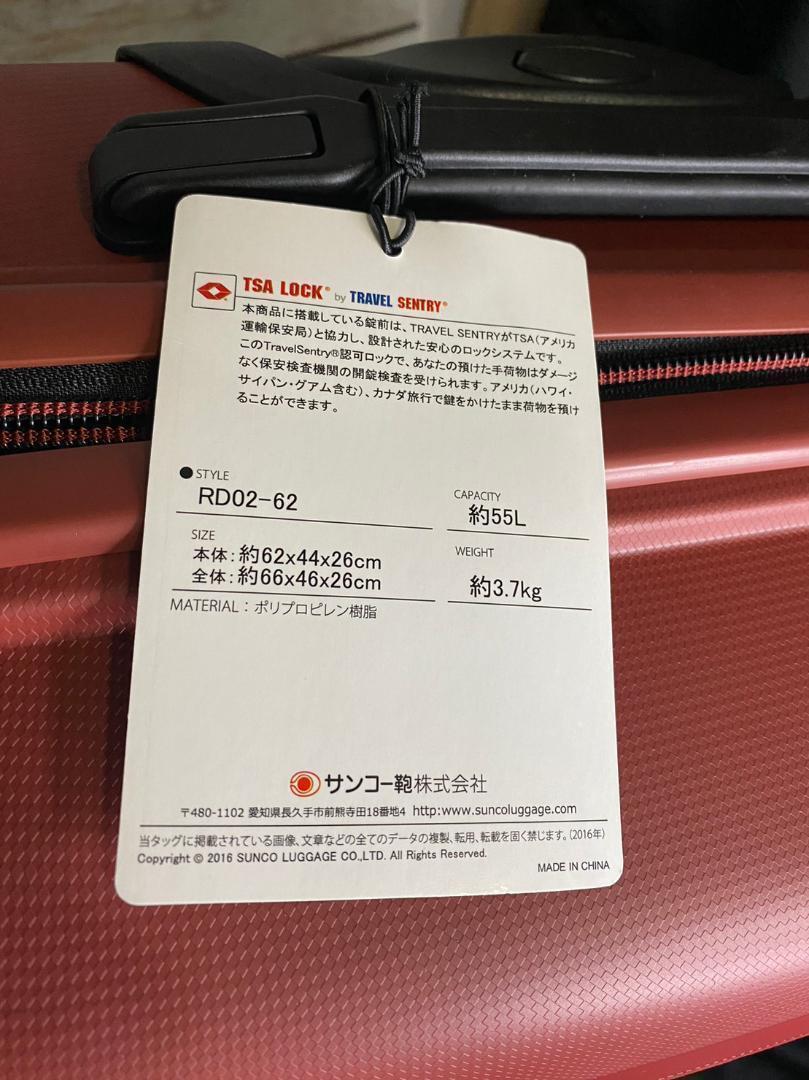 TSA LOCK® by TRAVEL SENTRY®
本商品に搭載している錠前は、TRAVEL SENTRYがTSA(アメリカ
運輸保安局)と協力し、設計された安心のロックシステムです。
このTravelSentry®認可ロックで、あなたの預けた手荷物はダメージ
なく保安検査機関の開錠検査を受けられます。アメリカ(ハワイ・
サイパン・グアム含む)、カナダ旅行で鍵をかけたまま荷物を預け
ることができます。
●STYLE
RD02-62
CAPACITY
約55L
SIZE
本体:約62x44x26cm
全体:約66x46x26cm
WEIGHT
約3.7kg
MATERIAL:ポリプロピレン樹脂
サンコー鞄株式会社
〒480-1102 愛知県長久手市前熊寺田18番地4 http:www.suncoluggage.com
当タッグに掲載されている画像、文章などの全てのデータの複製、転用、転載を固く禁じます。(2016年)
Copyright © 2016 SUNCO LUGGAGE CO.,LTD. All Rights Reserved.
MADE IN CHINA